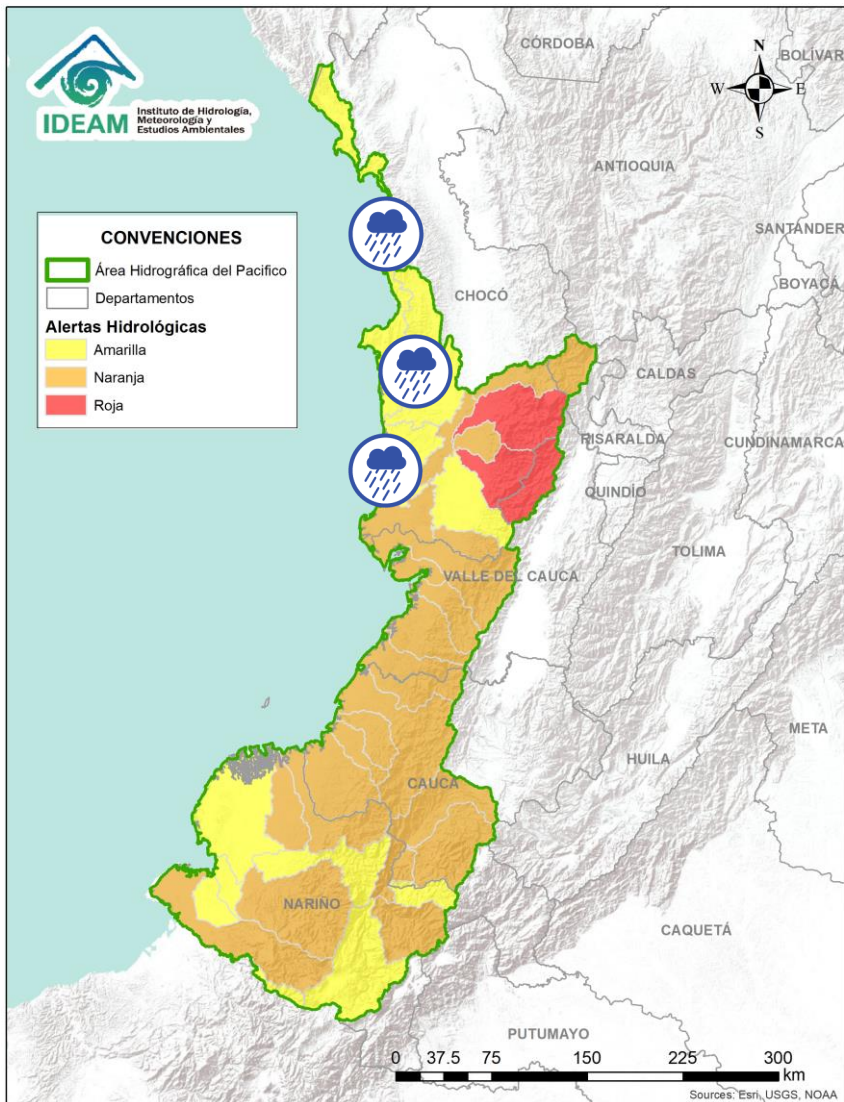 IDEAM
Instituto de Hidrología,
Meteorología y
Estudios Ambientales
CÓRDOBA
BOLÍVAR
N
W
E
S
ANTIOQUIA
SANTANDER
BOYACÁ
CONVENCIONES
Área Hidrográfica del Pacifico
Departamentos
Alertas Hidrológicas
Amarilla
Naranja
Roja
CHOCÓ
CALDAS
RISARALDA
CUNDINAMARCA
QUINDÍO
TOLIMA
VALLE DEL CAUCA
META
HUILA
CAUCA
NARIÑO
CAQUETÁ
PUTUMAYO
0 37.5 75 150 225 300
km
Sources: Esri, USGS, NOAA